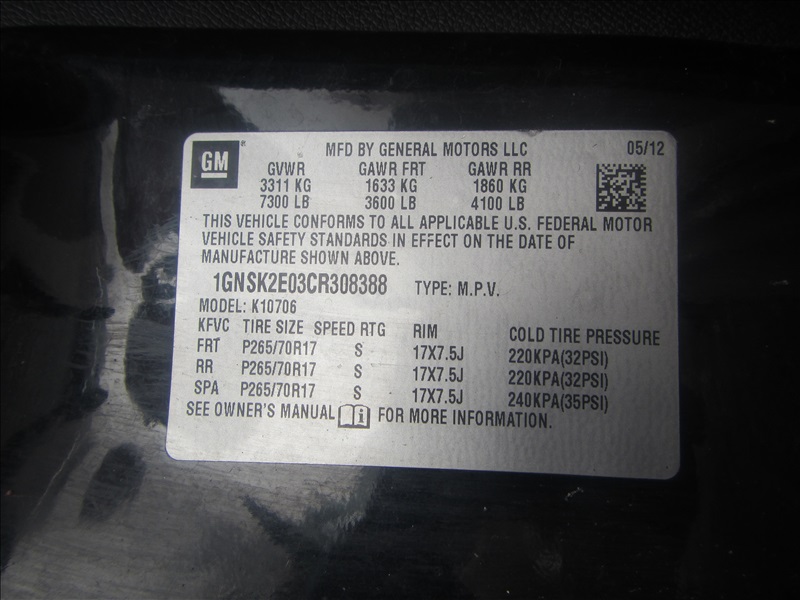 GM
MFD BY GENERAL MOTORS LLC 05/12
GVWR GAWR FRT GAWR RR
3311 KG 1633 KG 1860 KG
7300 LB 3600 LB 4100 LB
THIS VEHICLE CONFORMS TO ALL APPLICABLE U.S. FEDERAL MOTOR
VEHICLE SAFETY STANDARDS IN EFFECT ON THE DATE OF
MANUFACTURE SHOWN ABOVE.
1GNSK2E03CR308388 TYPE: M.P.V.
MODEL: K10706
KFVC TIRE SIZE SPEED RTG RIM COLD TIRE PRESSURE
FRT P265/70R17 S 17X7.5J 220KPA(32PSI)
RR P265/70R17 S 17X7.5J 220KPA(32PSI)
SPA P265/70R17 S 17X7.5J 240KPA(35PSI)
SEE OWNER'S MANUAL FOR MORE INFORMATION.